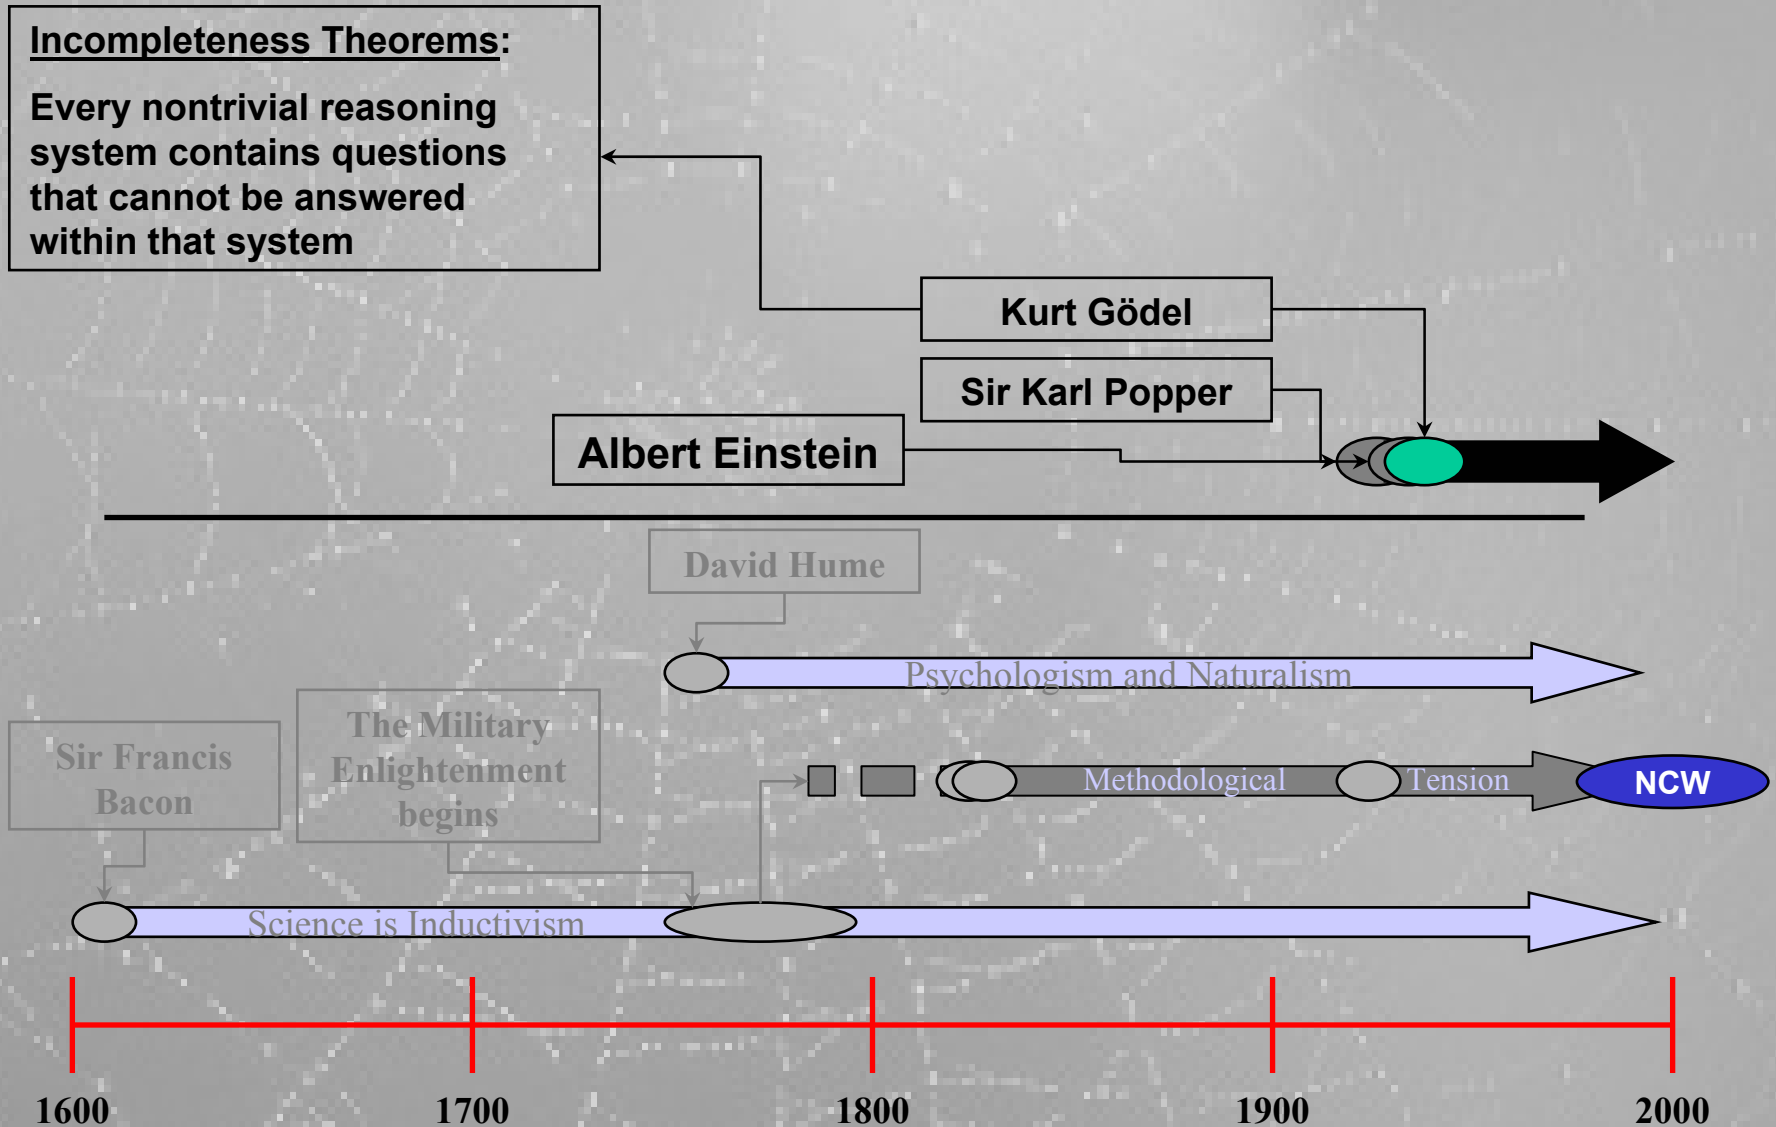 Incompleteness Theorems:
Every nontrivial reasoning
system contains questions
that cannot be answered
within that system
Kurt Gödel
Sir Karl Popper
Albert Einstein
David Hume
Psychologism and Naturalism
The Military
Enlightenment
begins
Sir Francis
Bacon
Methodological Tension
NCW
Science is Inductivism
1600 1700 1800 1900 2000